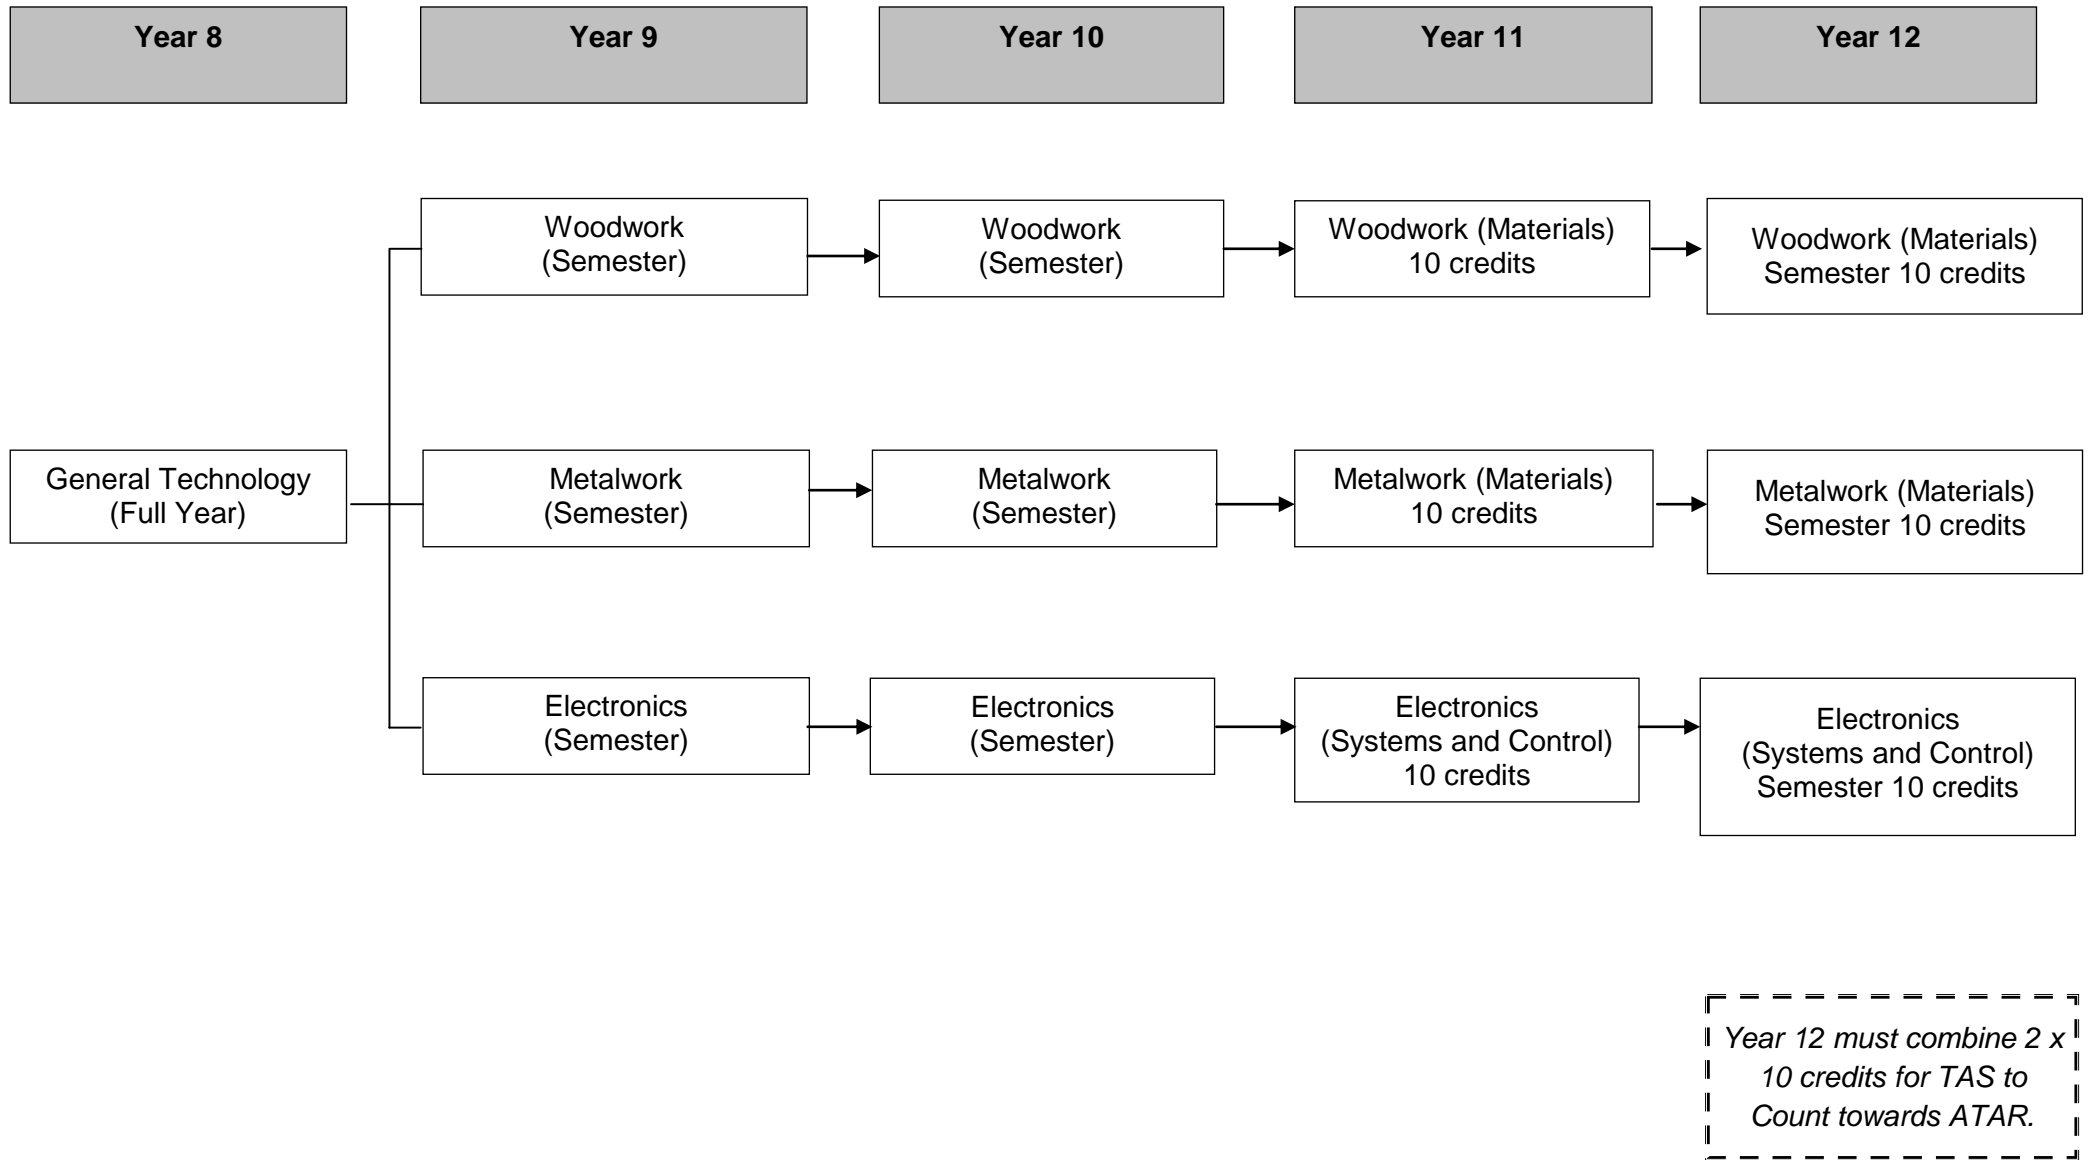 Year 8
Year 9
Year 10
Year 11
Year 12
Woodwork
(Semester)
Woodwork
(Semester)
Woodwork (Materials)
10 credits
Woodwork (Materials)
Semester 10 credits
General Technology
(Full Year)
Metalwork
(Semester)
Metalwork
(Semester)
Metalwork (Materials)
10 credits
Metalwork (Materials)
Semester 10 credits
Electronics
(Semester)
Electronics
(Semester)
Electronics
(Systems and Control)
10 credits
Electronics
(Systems and Control)
Semester 10 credits
Year 12 must combine 2 x
10 credits for TAS to
Count towards ATAR.